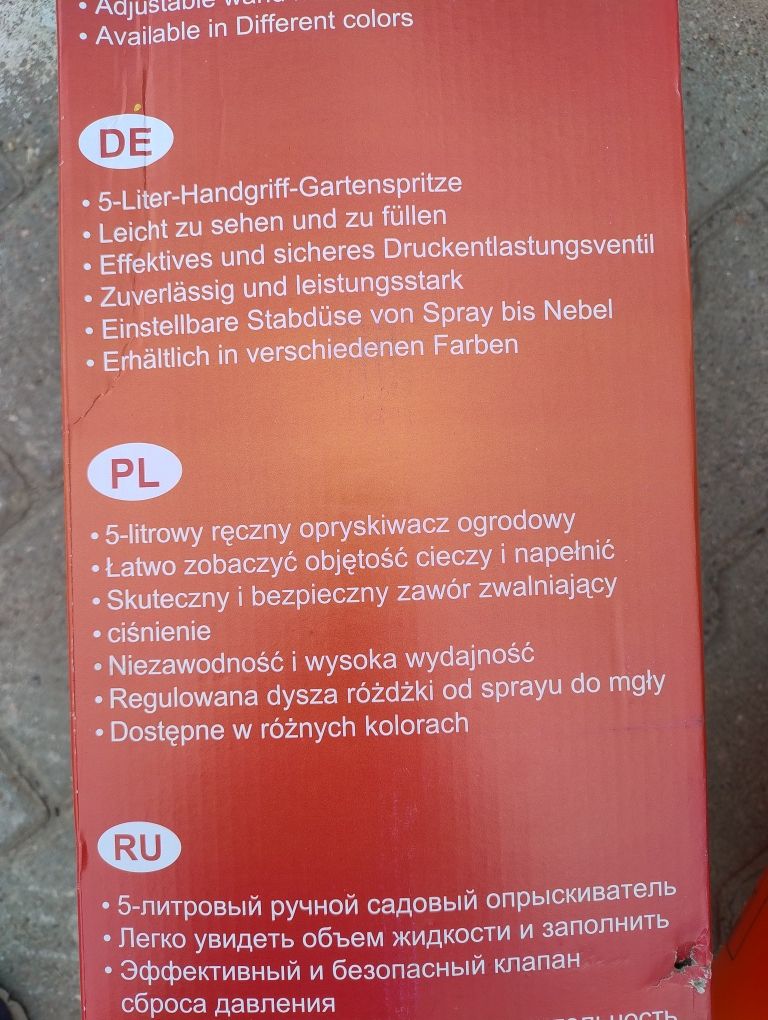 • Adjustable wand
• Available in Different colors
DE
• 5-Liter-Handgriff-Gartenspritze
• Leicht zu sehen und zu füllen
• Effektives und sicheres Druckentlastungsventil
• Zuverlässig und leistungsstark
• Einstellbare Stabdüse von Spray bis Nebel
• Erhältlich in verschiedenen Farben
PL
• 5-litrowy ręczny opryskiwacz ogrodowy
• Łatwo zobaczyć objętość cieczy i napełnić
• Skuteczny i bezpieczny zawór zwalniający
• ciśnienie
• Niezawodność i wysoka wydajność
• Regulowana dysza różdżki od sprayu do mgły
• Dostępne w różnych kolorach
RU
• 5-литровый ручной садовый опрыскиватель
• Легко увидеть объем жидкости и заполнить
• Эффективный и безопасный клапан
сброса давления